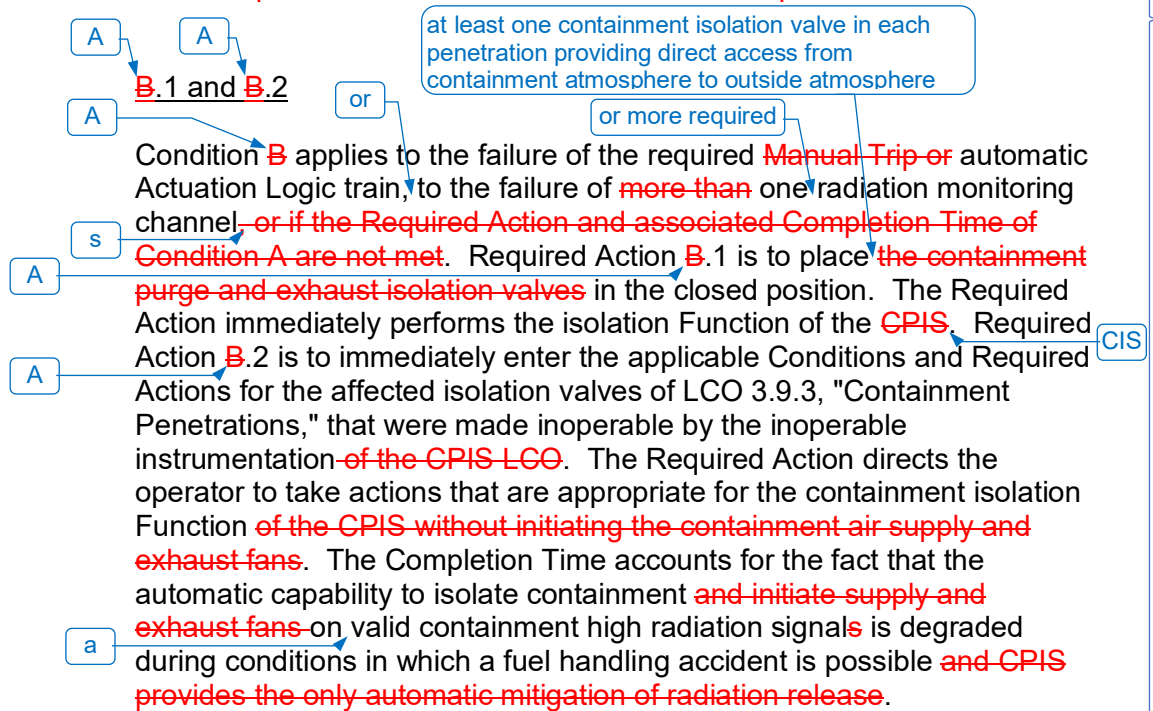 at least one containment isolation valve in each
penetration providing direct access from
containment atmosphere to outside atmosphere
A
A
B.1 and B.2
or
A
or more required
Condition B applies to the failure of the required Manual Trip or automatic
Actuation Logic train, to the failure of more than one radiation monitoring
channel, or if the Required Action and associated Completion Time of
s
Condition A are not met. Required Action B.1 is to place the containment
A
purge and exhaust isolation valves in the closed position. The Required
Action immediately performs the isolation Function of the CPIS. Required
CIS
Action B.2 is to immediately enter the applicable Conditions and Required
A
Actions for the affected isolation valves of LCO 3.9.3, "Containment
Penetrations," that were made inoperable by the inoperable
instrumentation of the CPIS LCO. The Required Action directs the
operator to take actions that are appropriate for the containment isolation
Function of the CPIS without initiating the containment air supply and
exhaust fans. The Completion Time accounts for the fact that the
automatic capability to isolate containment and initiate supply and
exhaust fans on valid containment high radiation signals is degraded
a
during conditions in which a fuel handling accident is possible and CPIS
provides the only automatic mitigation of radiation release.